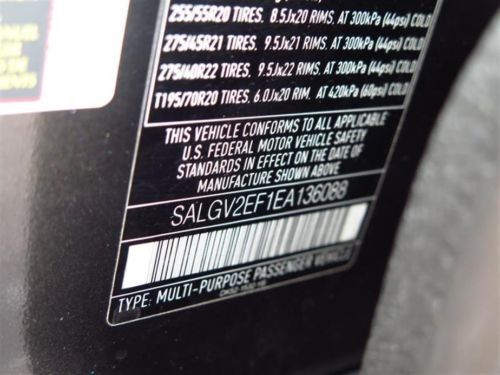 255/55R20 TIRES, 8.5Jx20 RIMS, AT 300kPa (44psi) COLD
275/45R21 TIRES, 9.5Jx21 RIMS, AT 300kPa (44psi) COLD
275/40R22 TIRES, 9.5Jx22 RIMS, AT 300kPa (44psi) COLD
T195/70R20 TIRES, 6.0Jx20 RIM, AT 420kPa (60psi) COLD
THIS VEHICLE CONFORMS TO ALL APPLICABLE
U.S. FEDERAL MOTOR VEHICLE SAFETY
STANDARDS IN EFFECT ON THE DATE OF
MANUFACTURE SHOWN ABOVE.
SALGV2EF1EA136088
TYPE: MULTI-PURPOSE PASSENGER VEHICLE